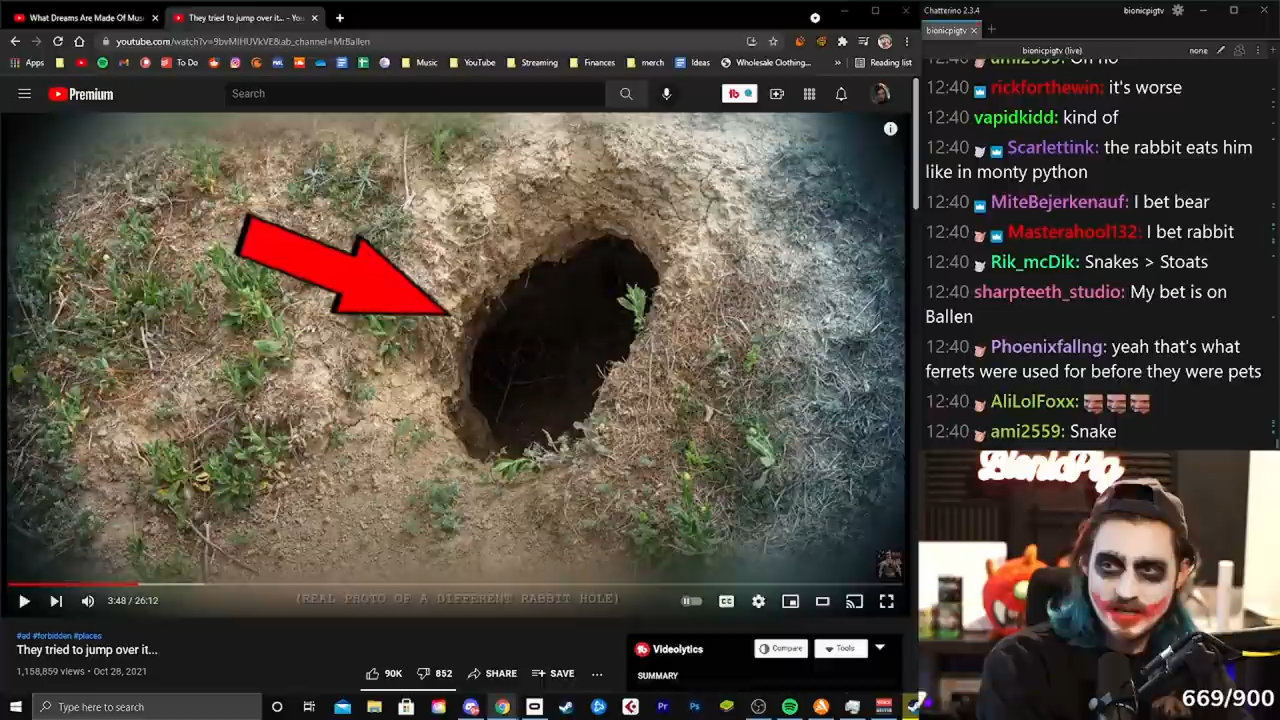 What Dreams Are Made Of Mus
They tried to jump over it... - You
Chatterino 2.3.4
bionicpigtv
bionicpigtv
youtube.com/watch?v=9bvMlHUVkVE&ab_channel=MrBallen
bionicpigtv (live)
none
Apps
To Do
Music
YouTube
Streaming
Finances
merch
Ideas
Wholesale Clothing...
Reading list
Premium
Search
12:40 ami2559: Oh no
12:40 rickforthewin: it's worse
12:40 vapidkidd: kind of
12:40 Scarlettink: the rabbit eats him
like in monty python
12:40 MiteBejerkenauf: I bet bear
12:40 Masterahool132: I bet rabbit
12:40 Rik_mcDik: Snakes > Stoats
12:40 sharpteeth_studio: My bet is on
Ballen
12:40 Phoenixfallng: yeah that's what
ferrets were used for before they were pets
12:40 AliLolFoxx:
12:40 ami2559: Snake
BionicPig
3:48 / 26:12
(REAL PHOTO OF A DIFFERENT RABBIT HOLE)
CC
#ad #forbidden #places
They tried to jump over it...
1,158,859 views • Oct 28, 2021
90K
852
SHARE
SAVE
Videolytics
Compare
Tools
SUMMARY
Type here to search
669/900